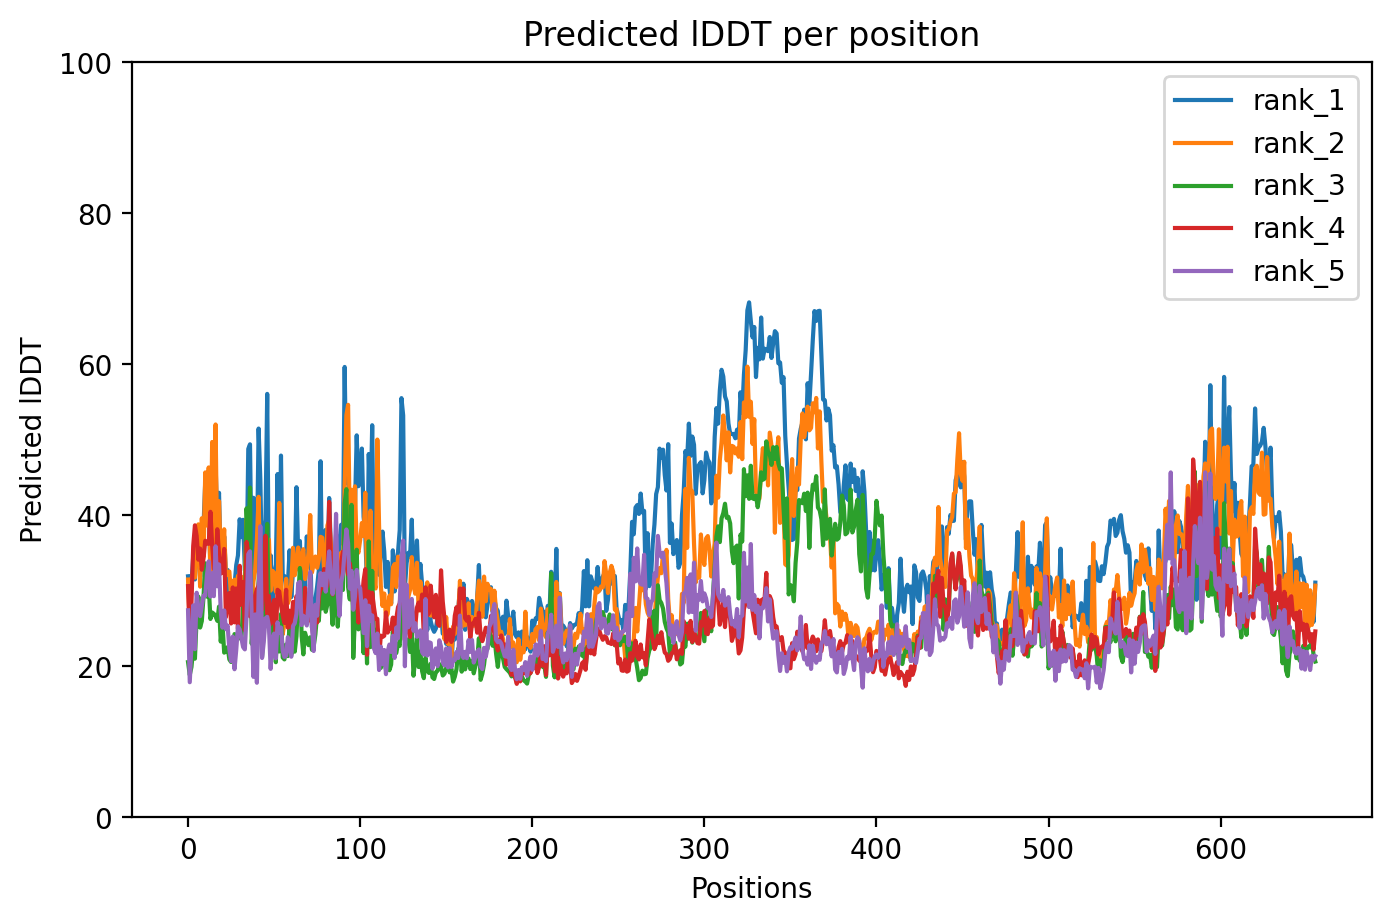 Predicted lDDT per position
100
80
60
40
20
0
Predicted lDDT
rank_1
rank_2
rank_3
rank_4
rank_5
0 100 200 300 400 500 600
Positions